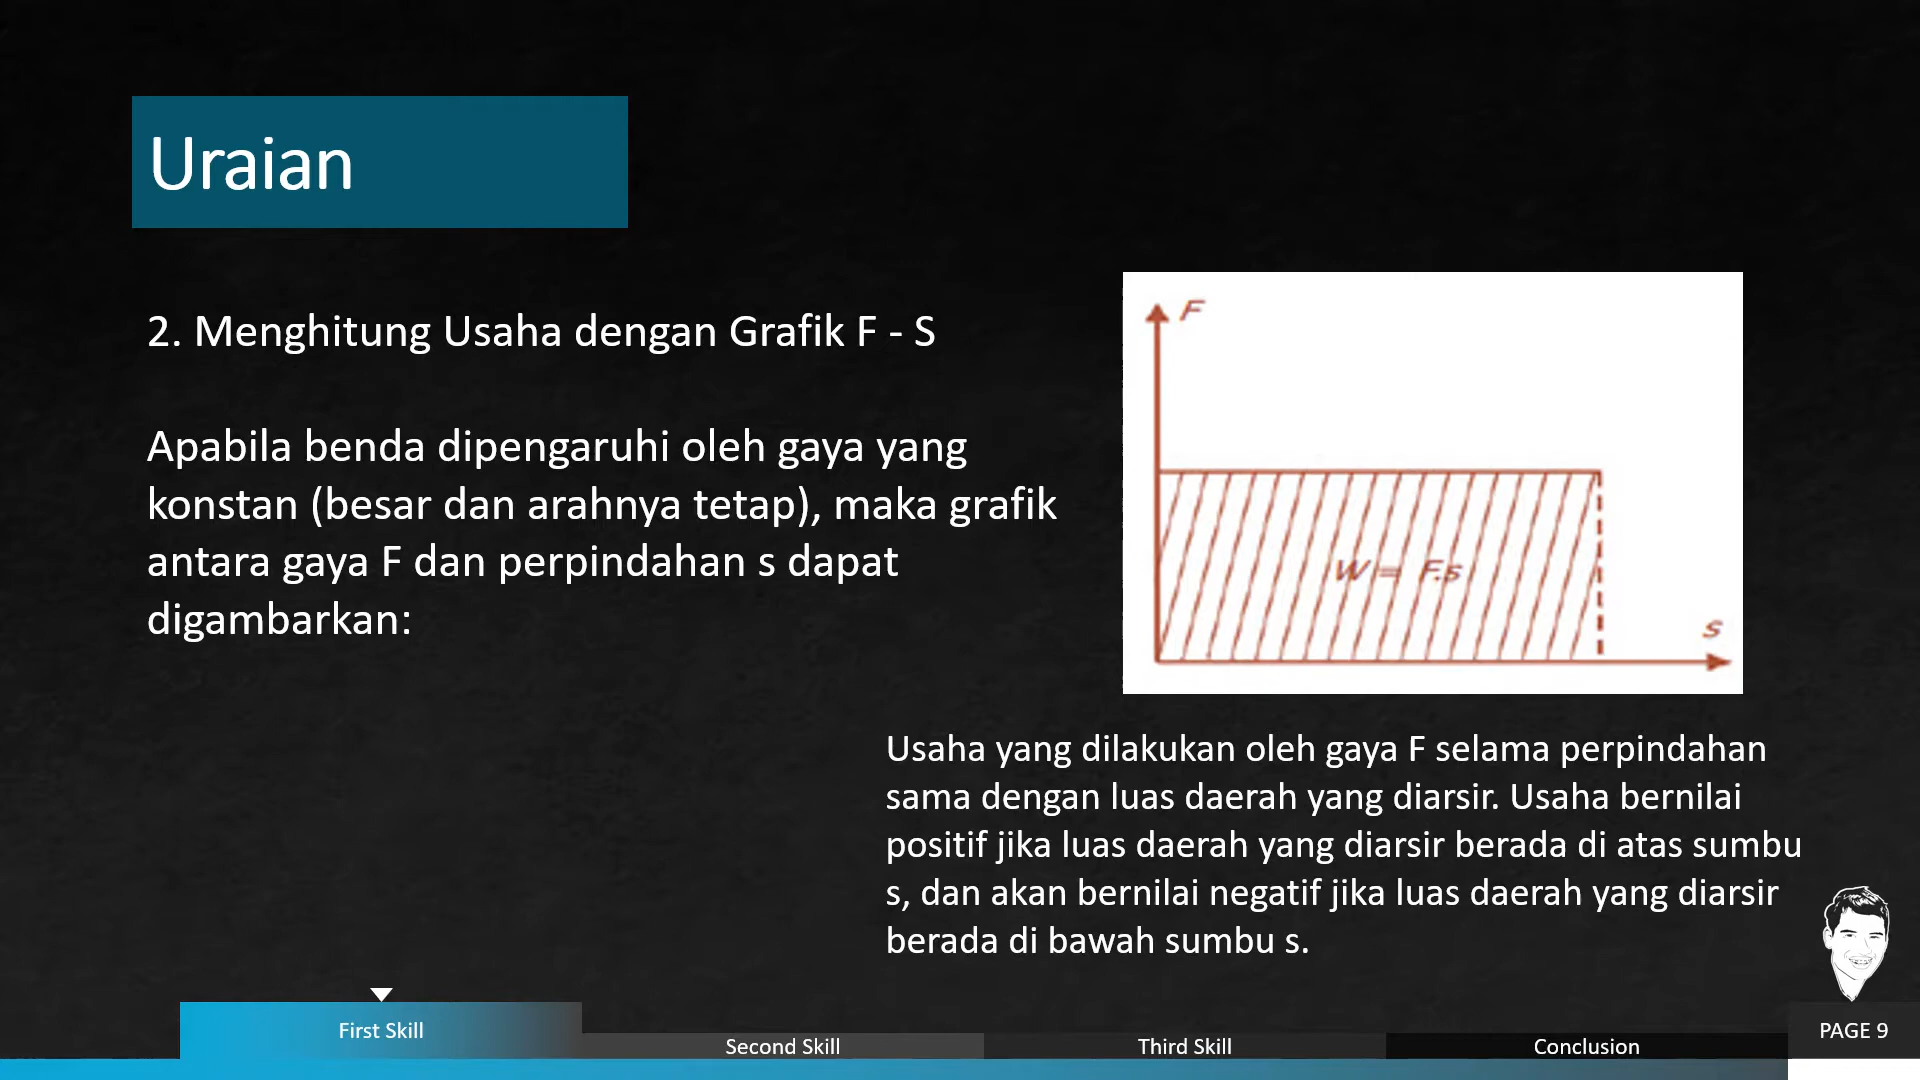 Uraian
2. Menghitung Usaha dengan Grafik F - S
Apabila benda dipengaruhi oleh gaya yang
konstan (besar dan arahnya tetap), maka grafik
antara gaya F dan perpindahan s dapat
digambarkan:
F
W = F.s
s
Usaha yang dilakukan oleh gaya F selama perpindahan
sama dengan luas daerah yang diarsir. Usaha bernilai
positif jika luas daerah yang diarsir berada di atas sumbu
s, dan akan bernilai negatif jika luas daerah yang diarsir
berada di bawah sumbu s.
First Skill
Second Skill
Third Skill
Conclusion
PAGE 9